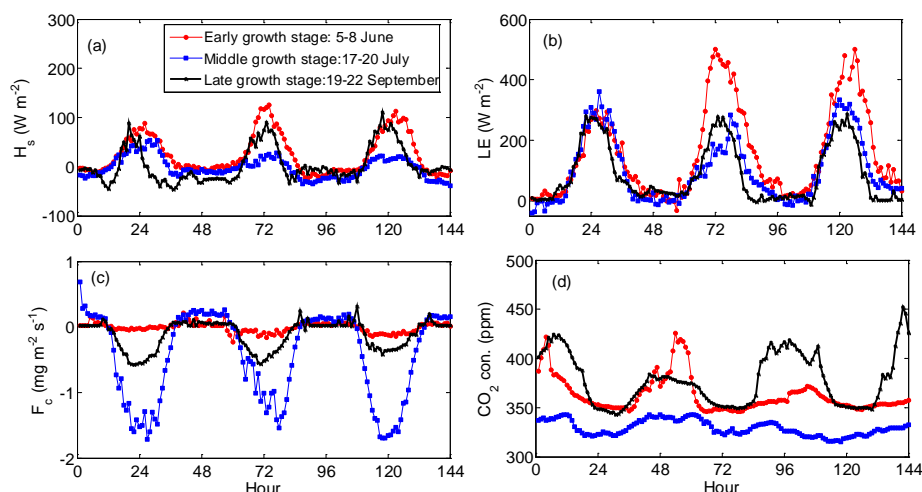 (a)
Early growth stage: 5-8 June
Middle growth stage:17-20 July
Late growth stage:19-22 September
300
200
100
0
-100
Hs (W m-2)
0 24 48 72 96 120 144
(b)
600
400
200
0
LE (W m-2)
0 24 48 72 96 120 144
(c)
1
0
-1
-2
Fc (mg m-2 s-1)
0 24 48 72 96 120 144
Hour
(d)
500
450
400
350
300
CO2 con. (ppm)
0 24 48 72 96 120 144
Hour